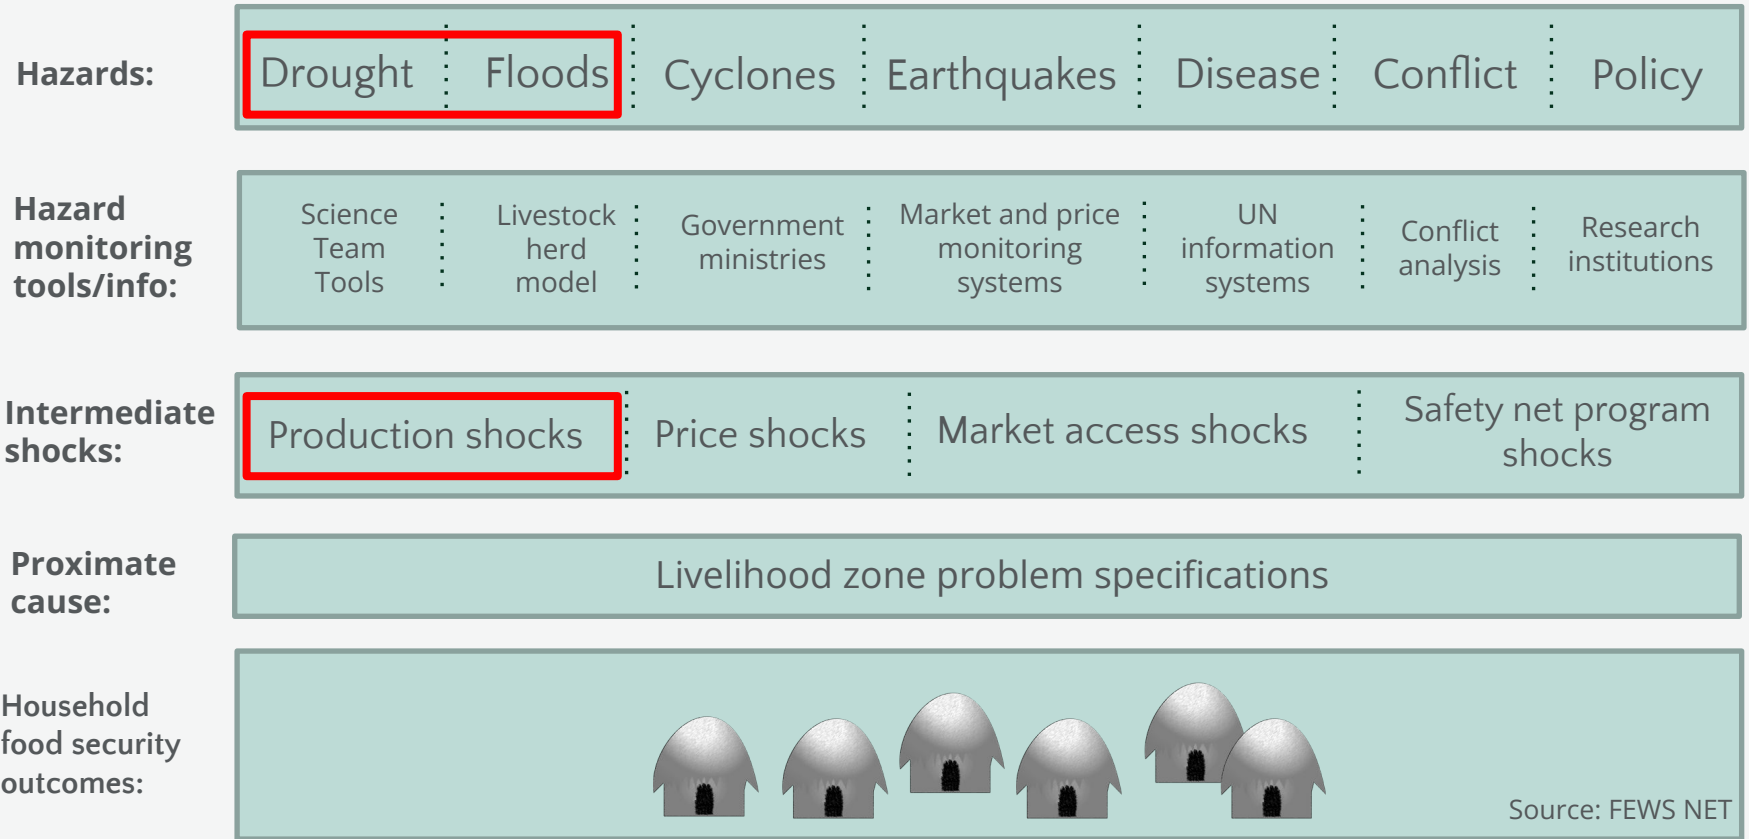 Hazards:
Drought Floods Cyclones Earthquakes Disease Conflict Policy
Hazard
monitoring
tools/info:
Science
Team
Tools
Livestock
herd
model
Government
ministries
Market and price
monitoring
systems
UN
information
systems
Conflict
analysis
Research
institutions
Intermediate
shocks:
Production shocks
Price shocks
Market access shocks
Safety net program
shocks
Proximate
cause:
Livelihood zone problem specifications
Household
food security
outcomes:
Source: FEWS NET